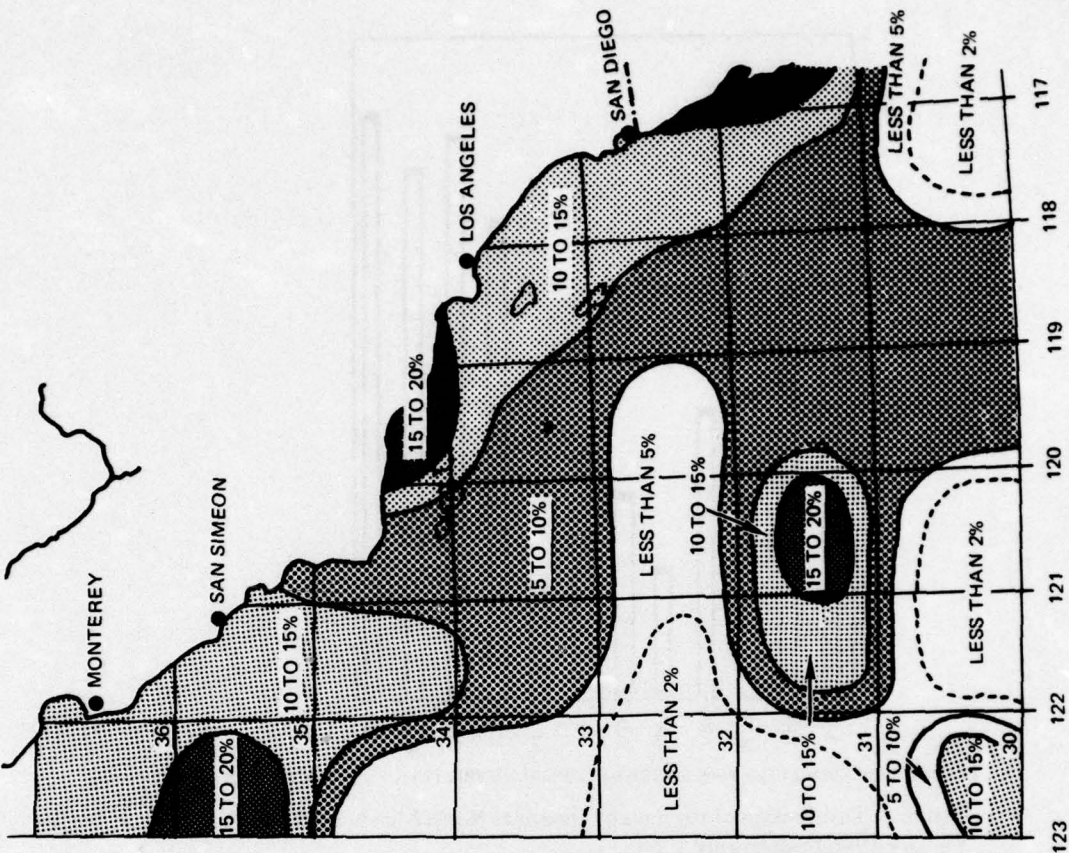 MONTEREY
SAN SIMEON
LOS ANGELES
SAN DIEGO
36
35
34
33
32
31
30
15 TO 20%
10 TO 15%
15 TO 20%
10 TO 15%
5 TO 10%
LESS THAN 5%
LESS THAN 2%
10 TO 15%
15 TO 20%
10 TO 15%
5 TO 10%
10 TO 15%
LESS THAN 2%
LESS THAN 5%
LESS THAN 2%
123
122
121
120
119
118
117